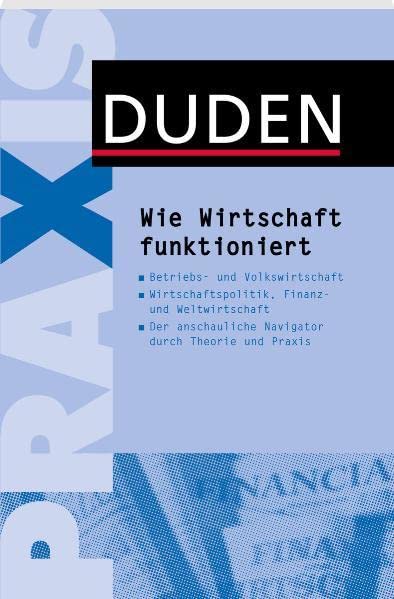 PRAXIS
DUDEN
Wie Wirtschaft
funktioniert
■ Betriebs- und Volkswirtschaft
■ Wirtschaftspolitik, Finanz-
und Weltwirtschaft
■ Der anschauliche Navigator
durch Theorie und Praxis
FINANCIA
FINA